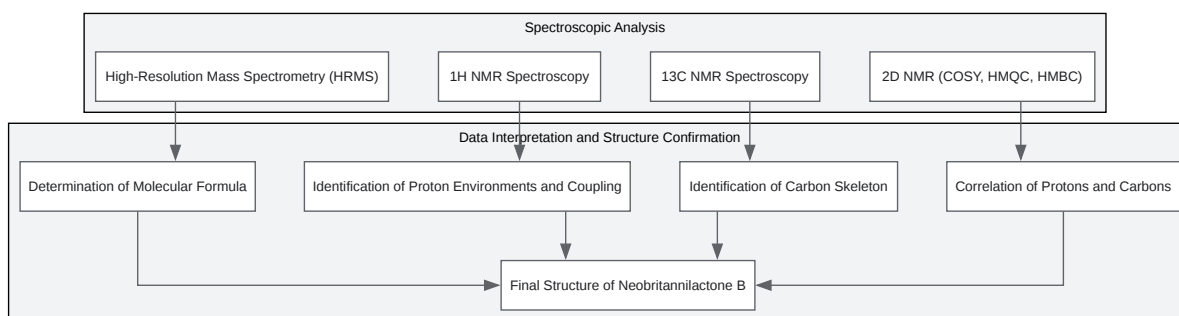 Spectroscopic Analysis
High-Resolution Mass Spectrometry (HRMS)
1H NMR Spectroscopy
13C NMR Spectroscopy
2D NMR (COSY, HMQC, HMBC)
Data Interpretation and Structure Confirmation
Determination of Molecular Formula
Identification of Proton Environments and Coupling
Identification of Carbon Skeleton
Correlation of Protons and Carbons
Final Structure of Neobritannilactone B